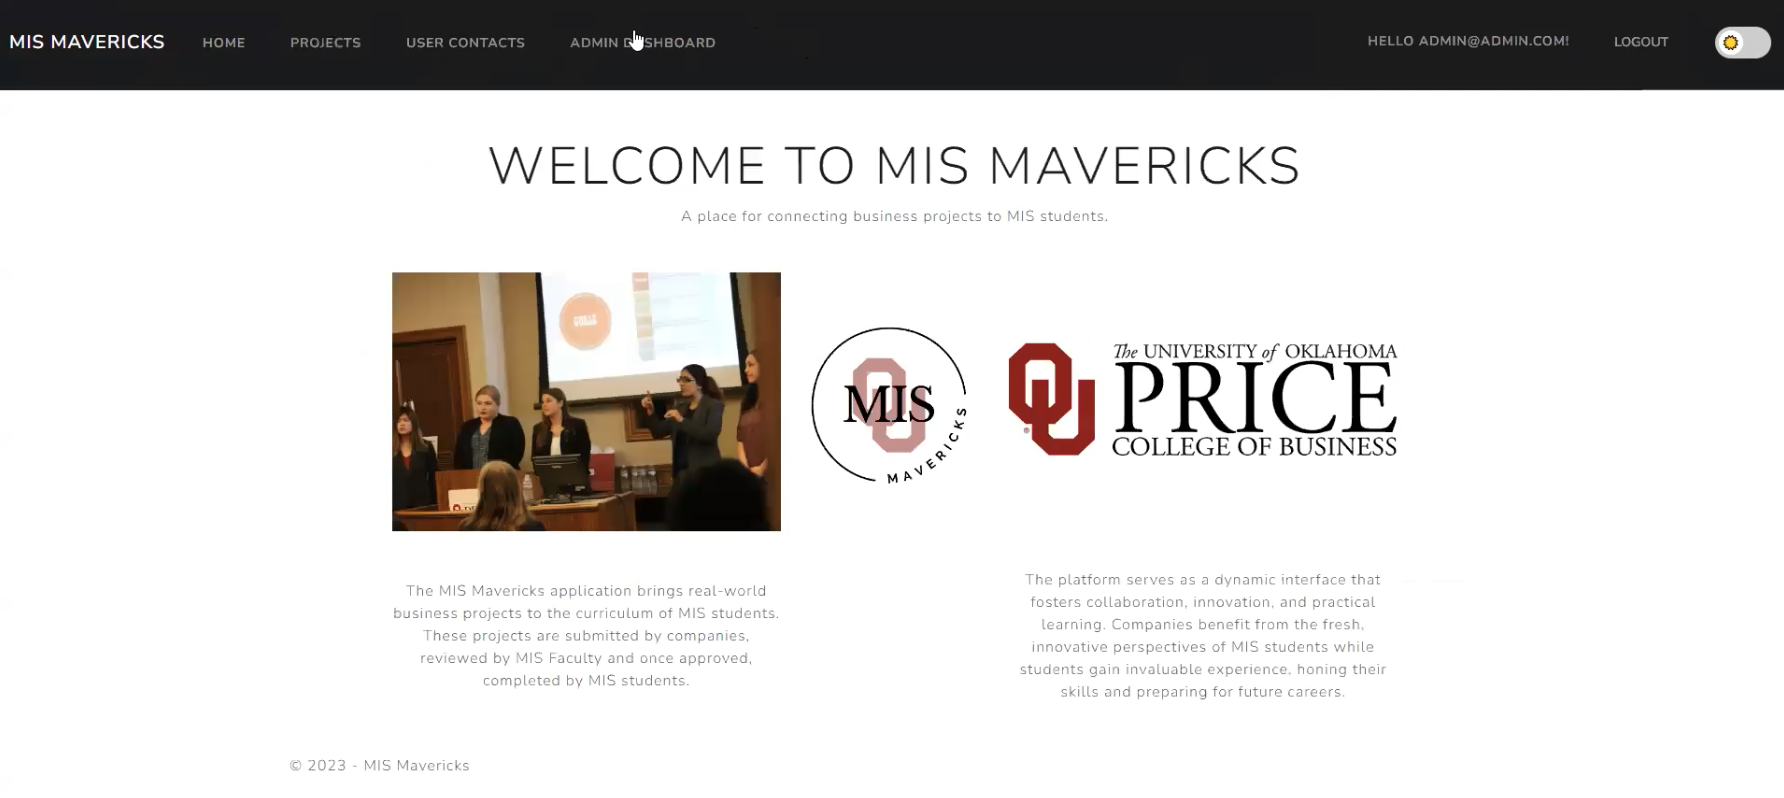 MIS MAVERICKS
HOME
PROJECTS
USER CONTACTS
ADMIN DASHBOARD
HELLO ADMIN@ADMIN.COM!
LOGOUT
WELCOME TO MIS MAVERICKS
A place for connecting business projects to MIS students.
MIS
MAVERICKS
The UNIVERSITY of OKLAHOMA
PRICE
COLLEGE OF BUSINESS
The MIS Mavericks application brings real-world
business projects to the curriculum of MIS students.
These projects are submitted by companies,
reviewed by MIS Faculty and once approved,
completed by MIS students.
The platform serves as a dynamic interface that
fosters collaboration, innovation, and practical
learning. Companies benefit from the fresh,
innovative perspectives of MIS students while
students gain invaluable experience, honing their
skills and preparing for future careers.
© 2023 - MIS Mavericks